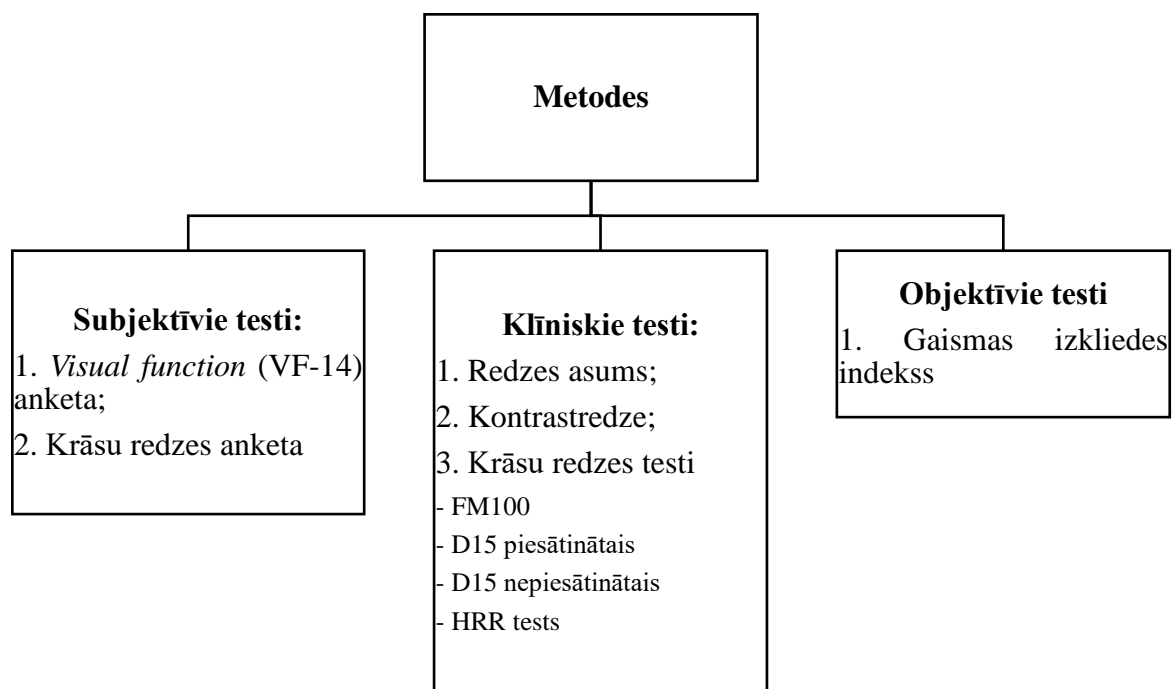 Metodes
Subjektīvie testi:
1. Visual function (VF-14)
anketa;
2. Krāsu redzes anketa
Klīniskie testi:
1. Redzes asums;
2. Kontrastredze;
3. Krāsu redzes testi
- FM100
- D15 piesātinātais
- D15 nepiesātinātais
- HRR tests
Objektīvie testi
1. Gaismas izkliedes
indekss